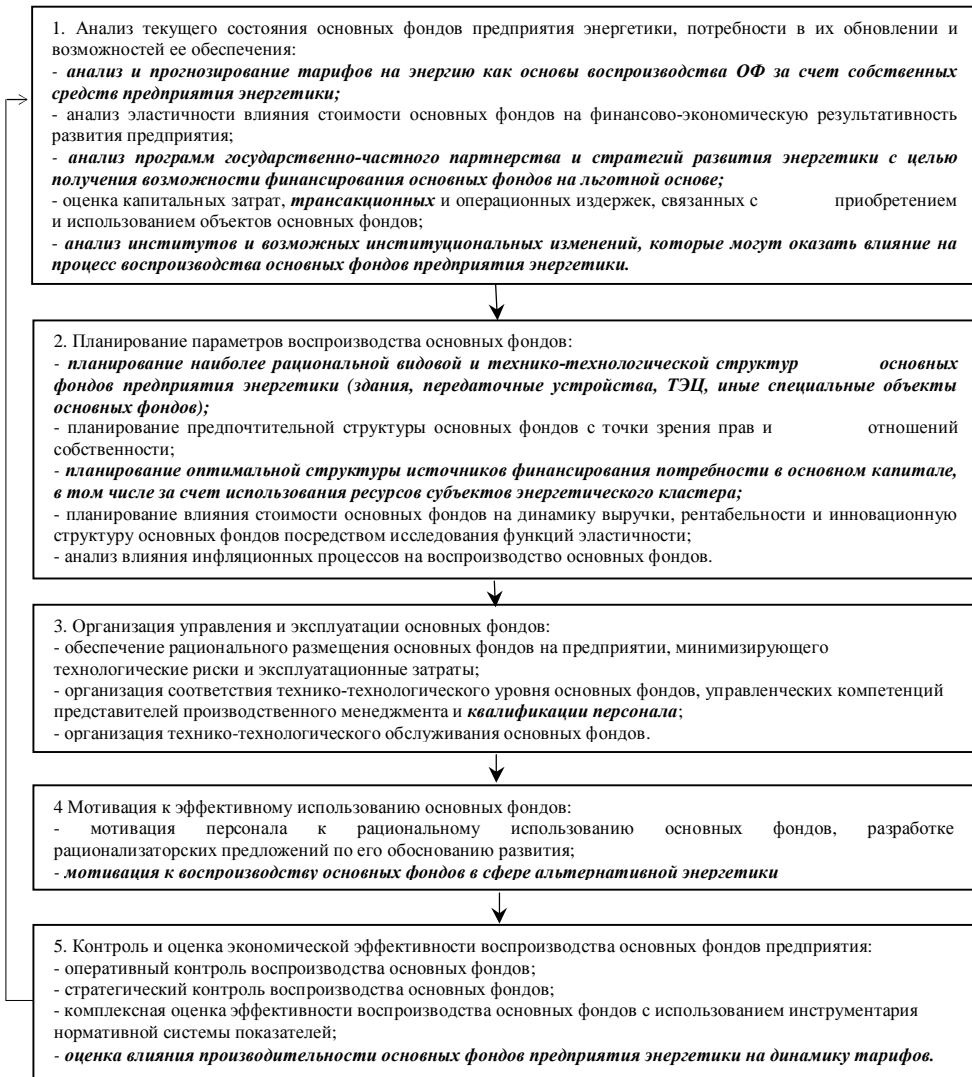 1. Анализ текущего состояния основных фондов предприятия энергетики, потребности в их обновлении и
возможностей ее обеспечения:
- анализ и прогнозирование тарифов на энергию как основы воспроизводства ОФ за счет собственных
средств предприятия энергетики;
- анализ эластичности влияния стоимости основных фондов на финансово-экономическую результативность
развития предприятия;
- анализ программ государственно-частного партнерства и стратегий развития энергетики с целью
получения возможности финансирования основных фондов на льготной основе;
- оценка капитальных затрат, трансакционных и операционных издержек, связанных с приобретением
и использованием объектов основных фондов;
- анализ институтов и возможных институциональных изменений, которые могут оказать влияние на
процесс воспроизводства основных фондов предприятия энергетики.
2. Планирование параметров воспроизводства основных фондов:
- планирование наиболее рациональной видовой и технико-технологической структур основных
фондов предприятия энергетики (здания, передаточные устройства, ТЭЦ, иные специальные объекты
основных фондов);
- планирование предпочтительной структуры основных фондов с точки зрения прав и отношений
собственности;
- планирование оптимальной структуры источников финансирования потребности в основном капитале,
в том числе за счет использования ресурсов субъектов энергетического кластера;
- планирование влияния стоимости основных фондов на динамику выручки, рентабельности и инновационную
структуру основных фондов посредством исследования функций эластичности;
- анализ влияния инфляционных процессов на воспроизводство основных фондов.
3. Организация управления и эксплуатации основных фондов:
- обеспечение рационального размещения основных фондов на предприятии, минимизирующего
технологические риски и эксплуатационные затраты;
- организация соответствия технико-технологического уровня основных фондов, управленческих компетенций
представителей производственного менеджмента и квалификации персонала;
- организация технико-технологического обслуживания основных фондов.
4 Мотивация к эффективному использованию основных фондов:
- мотивация персонала к рациональному использованию основных фондов, разработке
рационализаторских предложений по его обоснованию развития;
- мотивация к воспроизводству основных фондов в сфере альтернативной энергетики
5. Контроль и оценка экономической эффективности воспроизводства основных фондов предприятия:
- оперативный контроль воспроизводства основных фондов;
- стратегический контроль воспроизводства основных фондов;
- комплексная оценка эффективности воспроизводства основных фондов с использованием инструментария
нормативной системы показателей;
- оценка влияния производительности основных фондов предприятия энергетики на динамику тарифов.